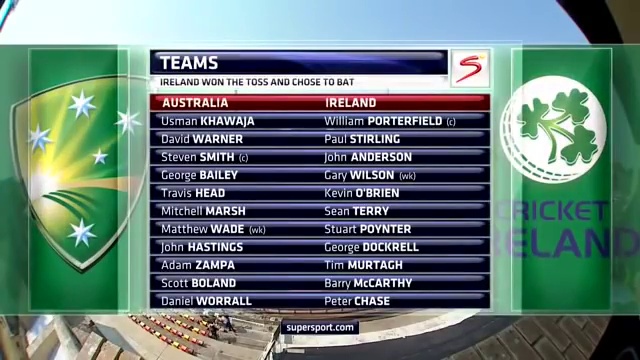 TEAMS
IRELAND WON THE TOSS AND CHOSE TO BAT
AUSTRALIA IRELAND
Usman KHAWAJA William PORTERFIELD (c)
David WARNER Paul STIRLING
Steven SMITH (c) John ANDERSON
George BAILEY Gary WILSON (wk)
Travis HEAD Kevin O'BRIEN
Mitchell MARSH Sean TERRY
Matthew WADE (wk) Stuart POYNTER
John HASTINGS George DOCKRELL
Adam ZAMPA Tim MURTAGH
Scott BOLAND Barry McCARTHY
Daniel WORRALL Peter CHASE
CRICKET
IRELAND
supersport.com